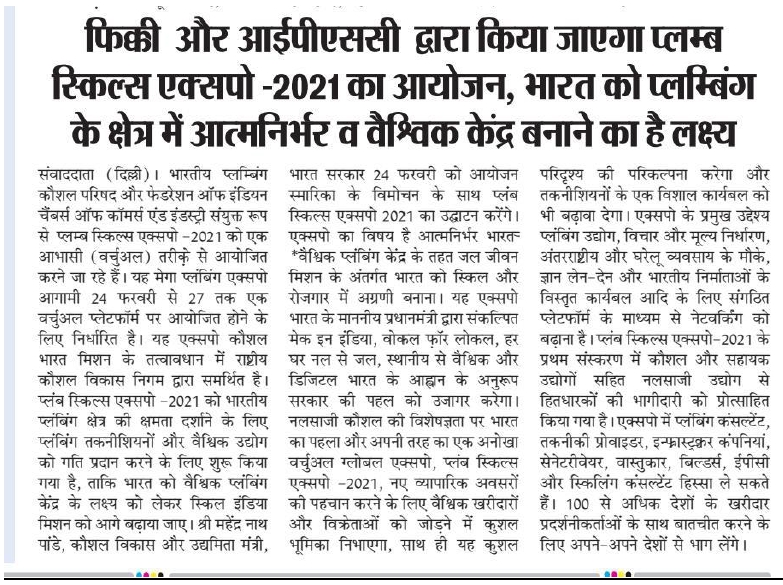 फिक्की और आईपीएससी द्वारा किया जाएगा प्लम्ब
स्किल्स एक्सपो -2021 का आयोजन, भारत को प्लम्बिंग
के क्षेत्र में आत्मनिर्भर व वैश्विक केंद्र बनाने का है लक्ष्य
संवाददाता (दिल्ली)। भारतीय प्लम्बिंग
कौशल परिषद और फेडरेशन ऑफ इंडियन
चैंबर्स ऑफ कॉमर्स एंड इंडस्ट्री संयुक्त रूप
से प्लम्ब स्किल्स एक्सपो -2021 को एक
आभासी (वर्चुअल) तरीक़े से आयोजित
करने जा रहे हैं। यह मेगा प्लंबिंग एक्सपो
आगामी 24 फरवरी से 27 तक एक
वर्चुअल प्लेटफॉर्म पर आयोजित होने के
लिए निर्धारित है। यह एक्सपो कौशल
भारत मिशन के तत्वावधान में राष्ट्रीय
कौशल विकास निगम द्वारा समर्थित है।
प्लंब स्किल्स एक्सपो -2021 को भारतीय
प्लंबिंग क्षेत्र की क्षमता दर्शाने के लिए
प्लंबिंग तकनीशियनों और वैश्विक उद्योग
को गति प्रदान करने के लिए शुरू किया
गया है, ताकि भारत को वैश्विक प्लंबिंग
केंद्र के लक्ष्य को लेकर स्किल इंडिया
मिशन को आगे बढ़ाया जाए। श्री महेंद्र नाथ
पांडे, कौशल विकास और उद्यमिता मंत्री,
भारत सरकार 24 फरवरी को आयोजन
स्मारिका के विमोचन के साथ प्लंब
स्किल्स एक्सपो 2021 का उद्घाटन करेंगे।
एक्सपो का विषय है आत्मनिर्भर भारत-
*वैश्विक प्लंबिंग केंद्र के तहत जल जीवन
मिशन के अंतर्गत भारत को स्किल और
रोजगार में अग्रणी बनाना। यह एक्सपो
भारत के माननीय प्रधानमंत्री द्वारा संकल्पित
मेक इन इंडिया, वोकल फॉर लोकल, हर
घर नल से जल, स्थानीय से वैश्विक और
डिजिटल भारत के आह्वान के अनुरूप
सरकार की पहल को उजागर करेगा।
नलसाजी कौशल की विशेषज्ञता पर भारत
का पहला और अपनी तरह का एक अनोखा
वर्चुअल ग्लोबल एक्सपो, प्लंब स्किल्स
एक्सपो -2021, नए व्यापारिक अवसरों
की पहचान करने के लिए वैश्विक खरीदारों
और विक्रेताओं को जोड़ने में कुशल
भूमिका निभाएगा, साथ ही यह कुशल
परिदृश्य की परिकल्पना करेगा और
तकनीशियनों के एक विशाल कार्यबल को
भी बढ़ावा देगा। एक्सपो के प्रमुख उद्देश्य
प्लंबिंग उद्योग, विचार और मूल्य निर्धारण,
अंतरराष्ट्रीय और घरेलू व्यवसाय के मौके,
ज्ञान लेन-देन और भारतीय निर्माताओं के
विस्तृत कार्यबल आदि के लिए संगठित
प्लेटफॉर्म के माध्यम से नेटवर्किंग को
बढ़ाना है। प्लंब स्किल्स एक्सपो-2021 के
प्रथम संस्करण में कौशल और सहायक
उद्योगों सहित नलसाजी उद्योग से
हितधारकों की भागीदारी को प्रोत्साहित
किया गया है। एक्सपो में प्लंबिंग कंसल्टेंट,
तकनीकी प्रोवाइडर, इन्फ्रास्ट्रक्चर कंपनियां,
सेनेटरीवेयर, वास्तुकार, बिल्डर्स, ईपीसी
और स्किलिंग कंसल्टेंट हिस्सा ले सकते
हैं। 100 से अधिक देशों के खरीदार
प्रदर्शनीकर्ताओं के साथ बातचीत करने के
लिए अपने-अपने देशों से भाग लेंगे।